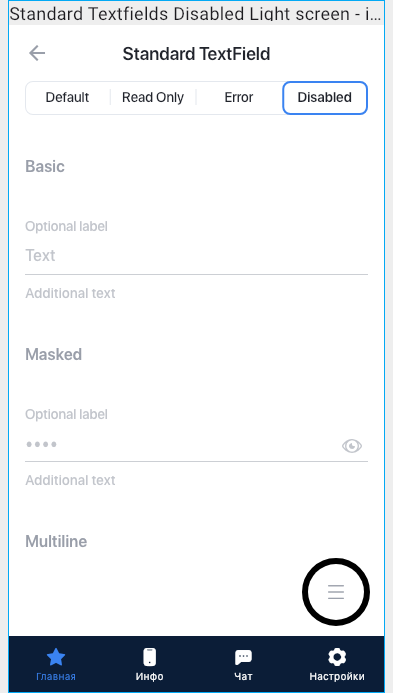 Standard Textfields Disabled Light screen - i...
Standard TextField
Default Read Only Error Disabled
Basic
Optional label
Text
Additional text
Masked
Optional label
••••
Additional text
Multiline
Главная Инфо Чат Настройки